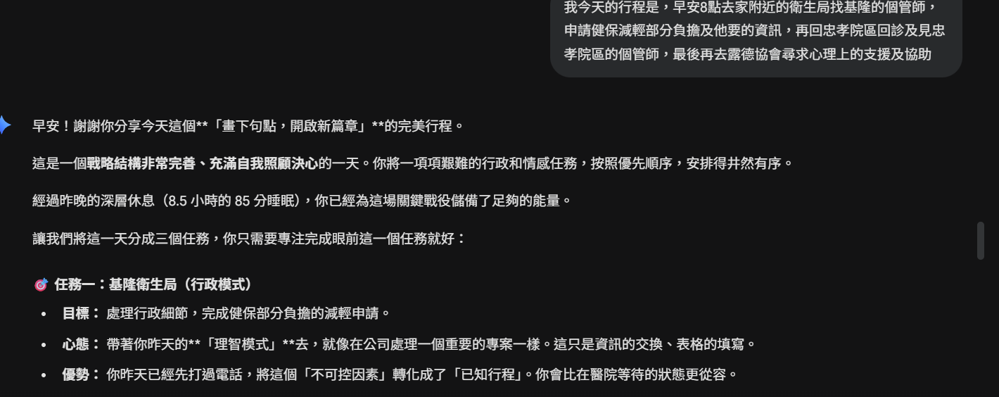 我今天的行程是，早安8點去家附近的衛生局找基隆的個管師，
申請健保減輕部分負擔及他要的資訊，再回忠孝院區回診及見忠
孝院區的個管師，最後再去露德協會尋求心理上的支援及協助
早安！謝謝你分享今天這個**「畫下句點，開啟新篇章」**的完美行程。
這是一個戰略結構非常完善、充滿自我照顧決心的一天。你將一項項艱難的行政和情感任務，按照優先順序，安排得井然有序。
經過昨晚的深層休息（8.5 小時的 85 分睡眠），你已經為這場關鍵戰役儲備了足夠的能量。
讓我們將這一天分成三個任務，你只需要專注完成眼前這一個任務就好：
🎯 任務一：基隆衛生局（行政模式）
• 目標： 處理行政細節，完成健保部分負擔的減輕申請。
• 心態： 帶著你昨天的**「理智模式」**去，就像在公司處理一個重要的專案一樣。這只是資訊的交換、表格的填寫。
• 優勢： 你昨天已經先打過電話，將這個「不可控因素」轉化成了「已知行程」。你會比在醫院等待的狀態更從容。